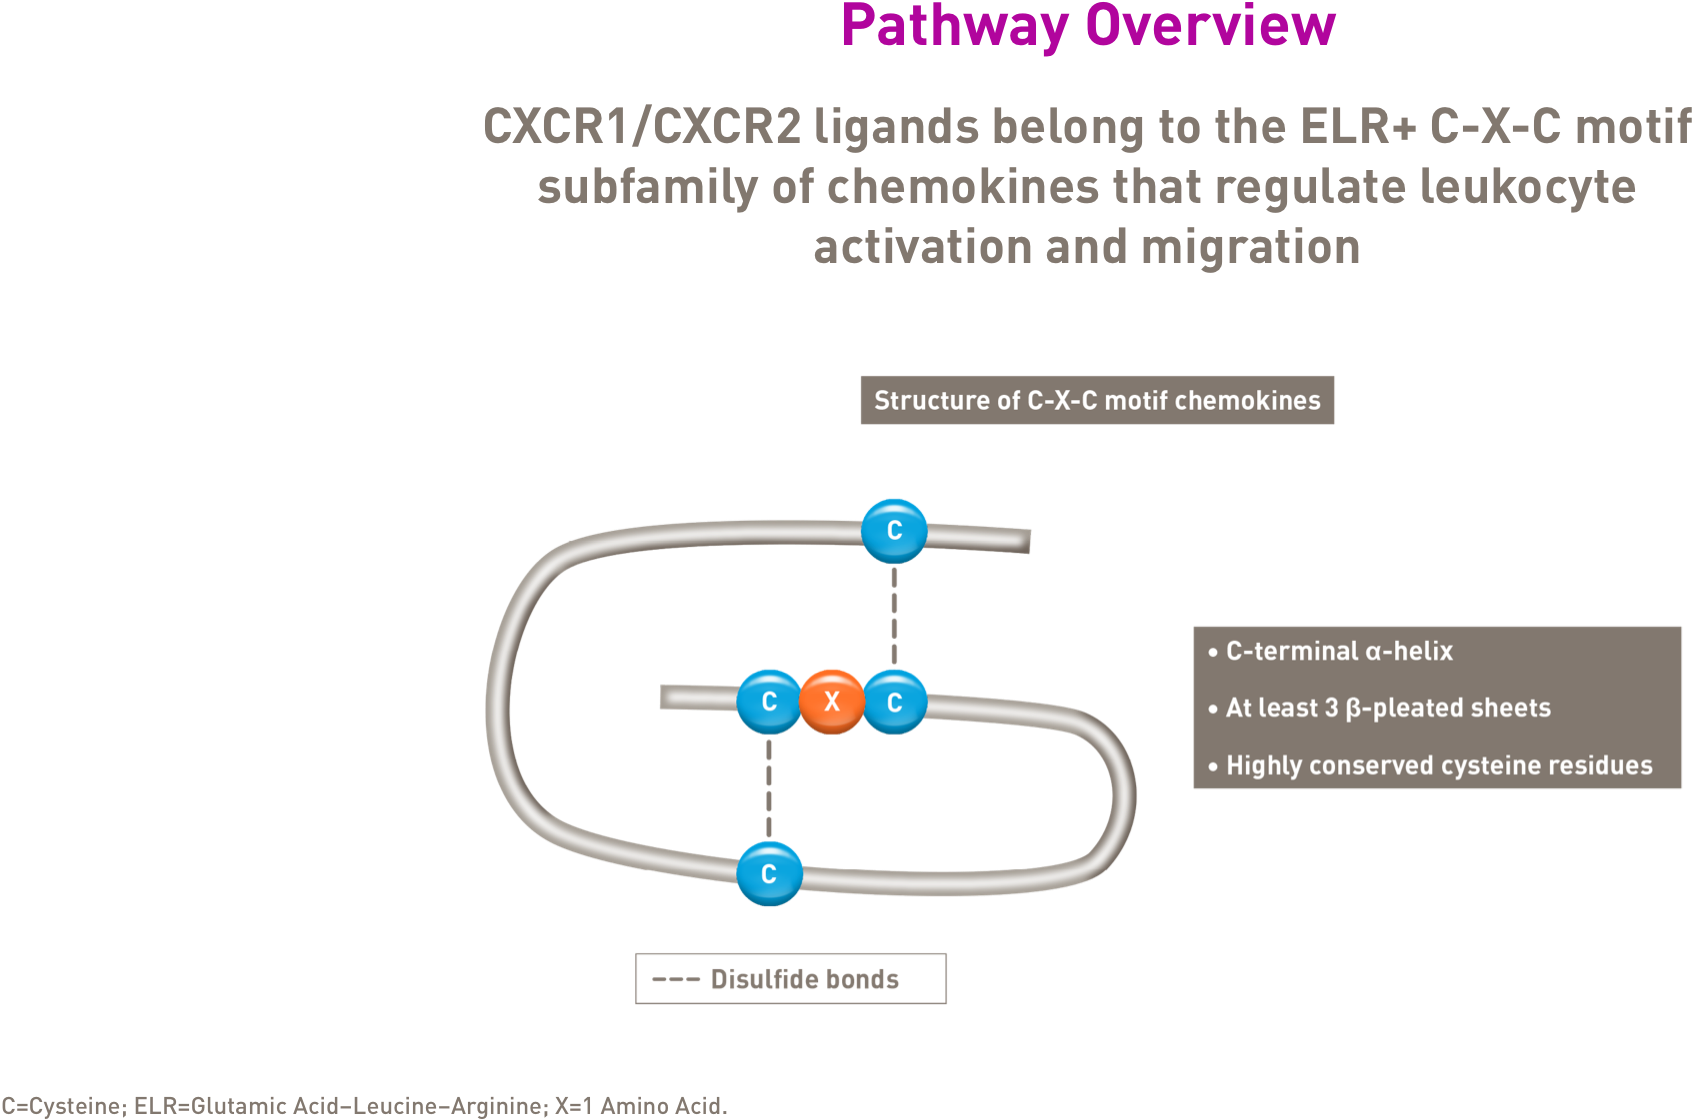 Pathway Overview
CXCR1/CXCR2 ligands belong to the ELR+ C-X-C motif
subfamily of chemokines that regulate leukocyte
activation and migration
Structure of C-X-C motif chemokines
C
C X C
C
• C-terminal α-helix
• At least 3 β-pleated sheets
• Highly conserved cysteine residues
--- Disulfide bonds
C=Cysteine; ELR=Glutamic Acid–Leucine–Arginine; X=1 Amino Acid.